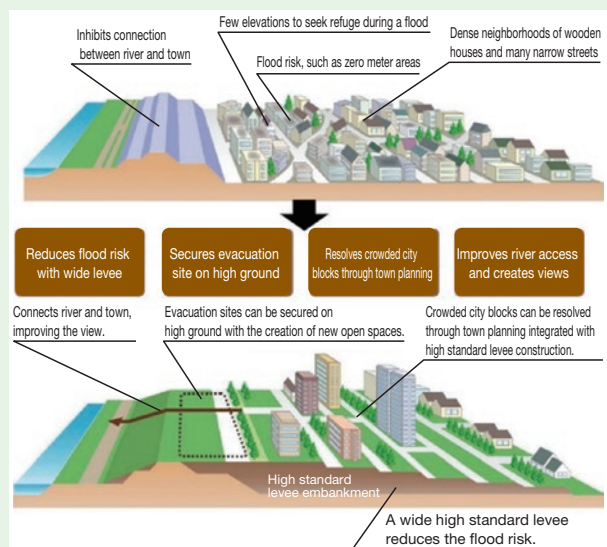 Few elevations to seek refuge during a flood
Inhibits connection
between river and town
Dense neighborhoods of wooden
houses and many narrow streets
Flood risk, such as zero meter areas
Reduces flood risk
with wide levee
Secures evacuation
site on high ground
Resolves crowded city
blocks through town planning
Improves river access
and creates views
Connects river and town,
improving the view.
Evacuation sites can be secured on
high ground with the creation of new open spaces.
Crowded city blocks can be resolved
through town planning integrated with
high standard levee construction.
High standard
levee embankment
A wide high standard levee
reduces the flood risk.